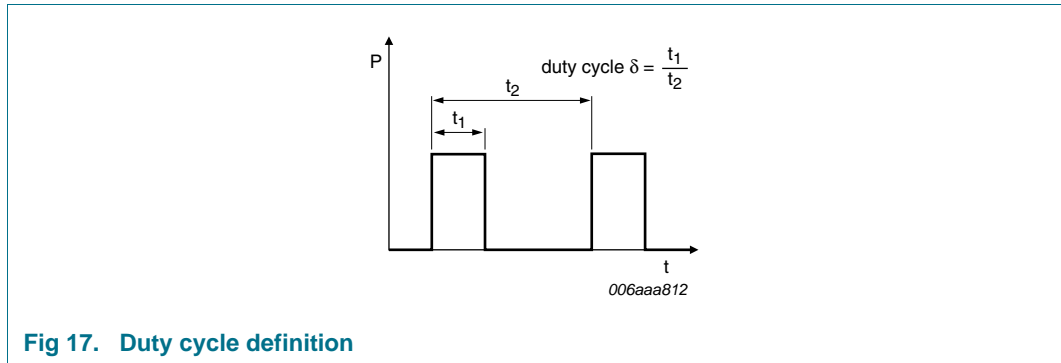 P
duty cycle δ = t1
t2
t2
t1
t
006aaa812
Fig 17. Duty cycle definition